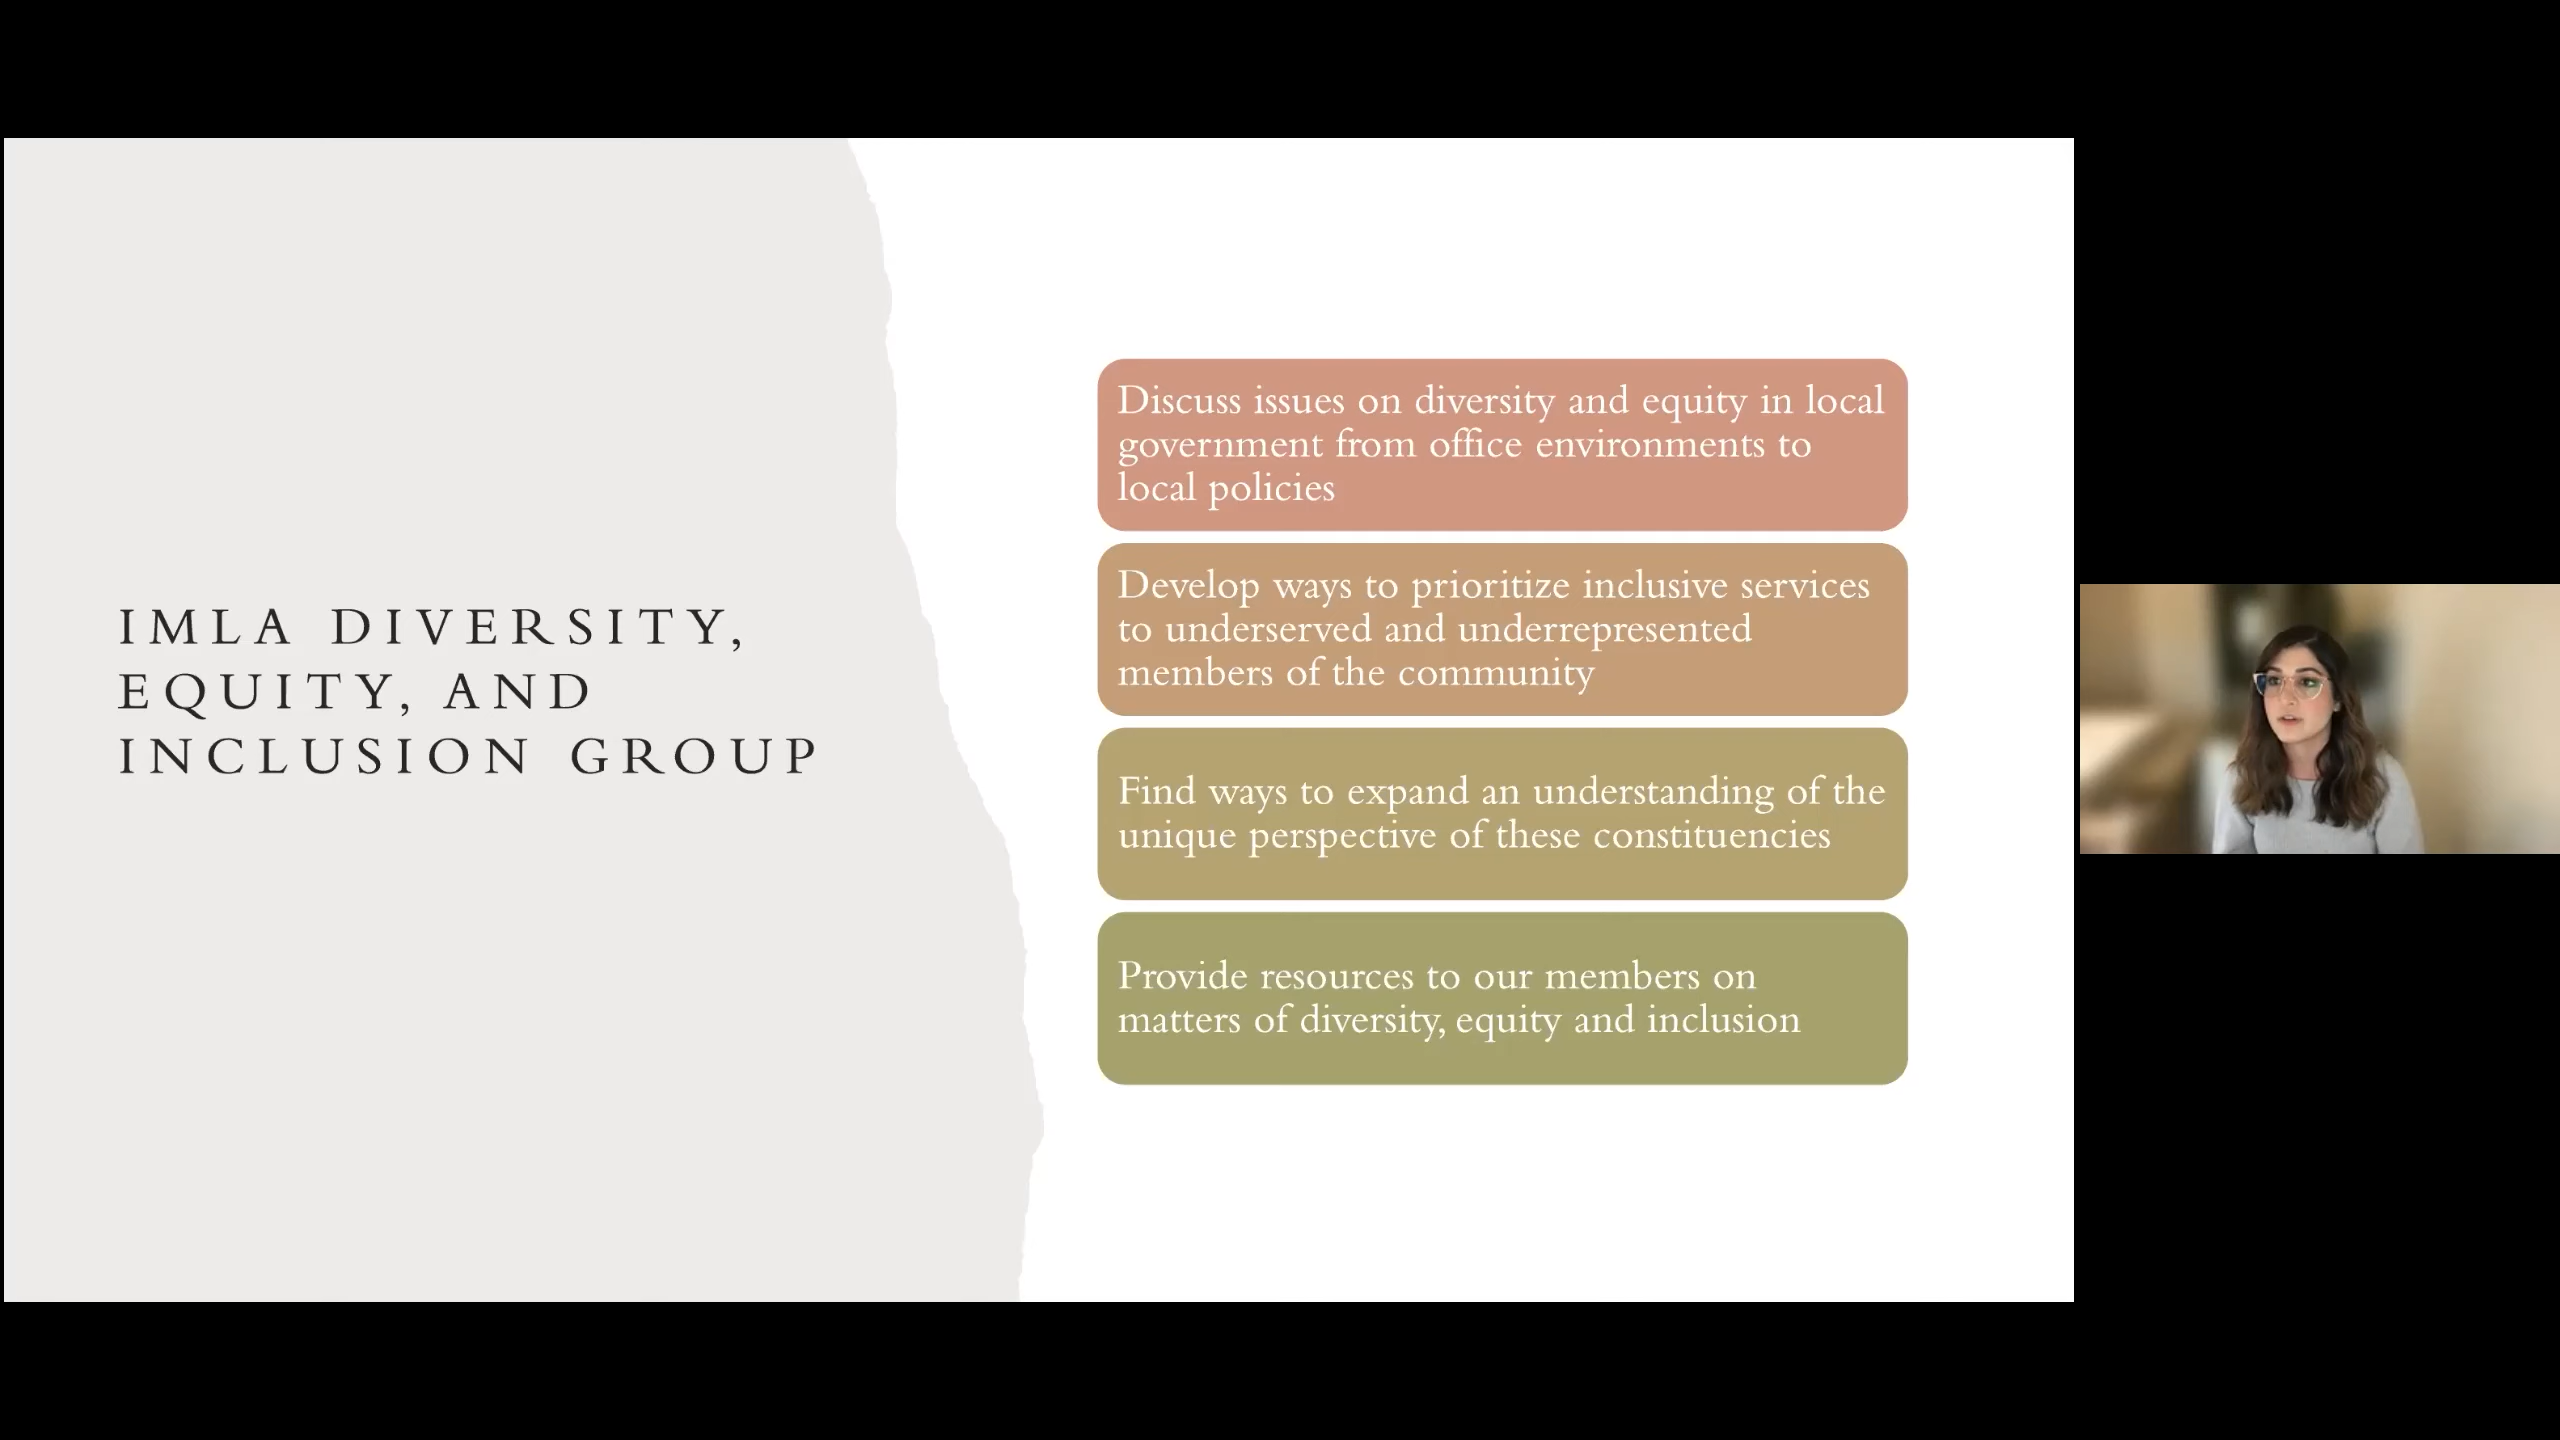 IMLA DIVERSITY,
EQUITY, AND
INCLUSION GROUP
Discuss issues on diversity and equity in local
government from office environments to
local policies
Develop ways to prioritize inclusive services
to underserved and underrepresented
members of the community
Find ways to expand an understanding of the
unique perspective of these constituencies
Provide resources to our members on
matters of diversity, equity and inclusion